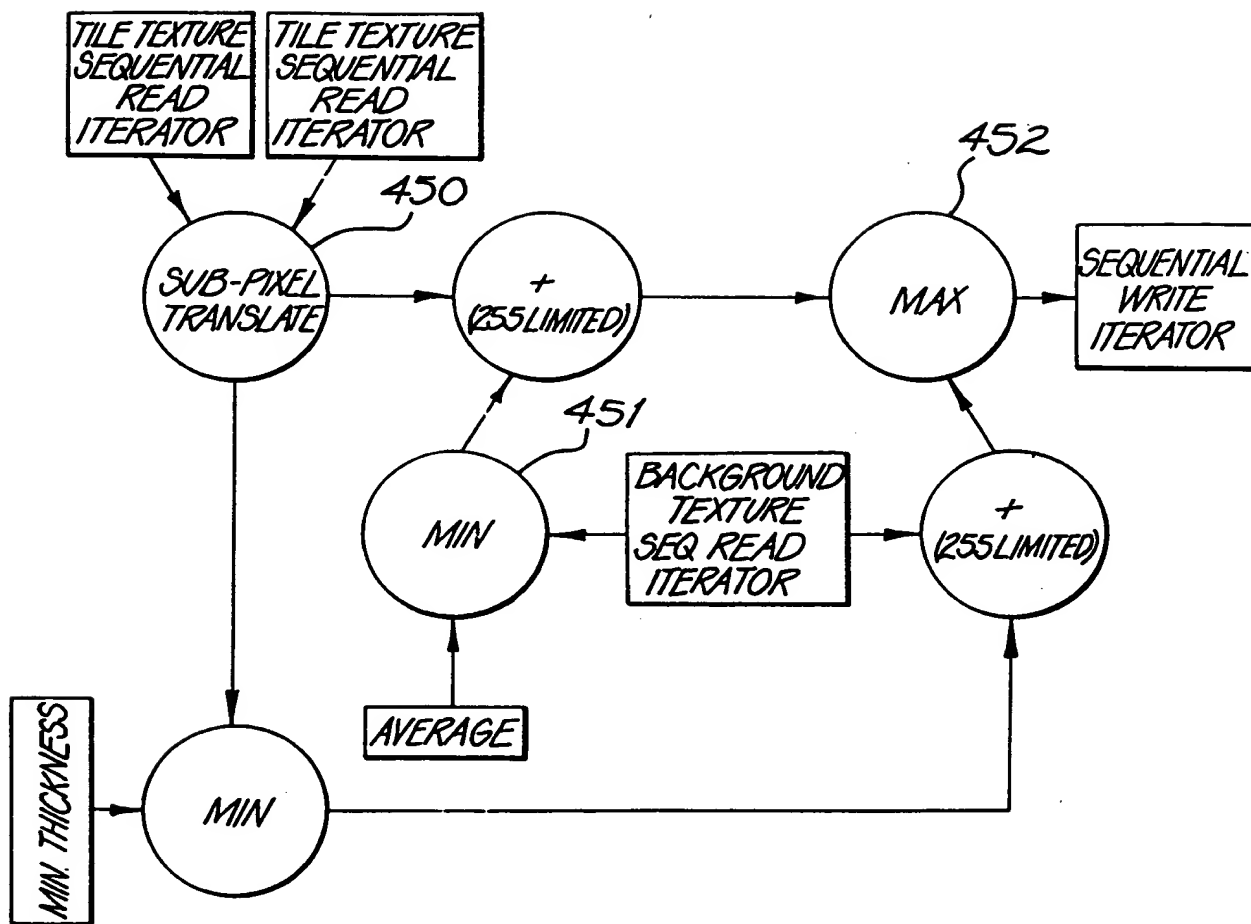 TILE TEXTURE
SEQUENTIAL
READ
ITERATOR
TILE TEXTURE
SEQUENTIAL
READ
ITERATOR
450
452
SUB-PIXEL
TRANSLATE
+
(255 LIMITED)
MAX
SEQUENTIAL
WRITE
ITERATOR
451
MIN
BACKGROUND
TEXTURE
SEQ READ
ITERATOR
+
(255 LIMITED)
AVERAGE
MIN. THICKNESS
MIN